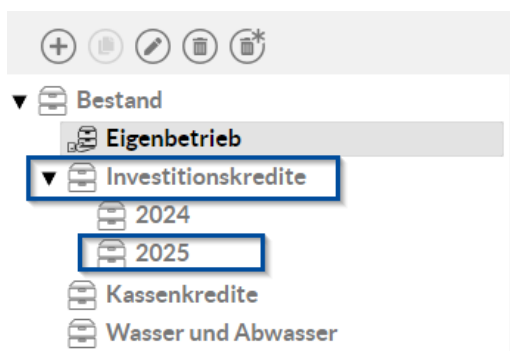 Bestand
Eigenbetrieb
Investitionskredite
2024
2025
Kassenkredite
Wasser und Abwasser